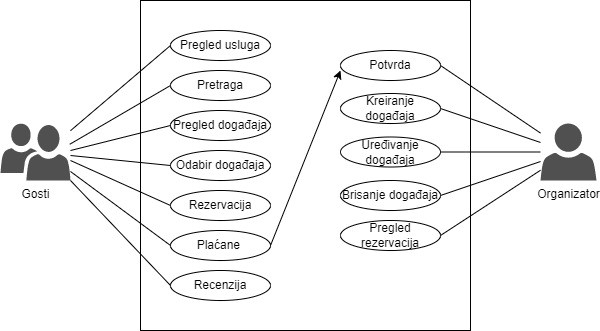 Pregled usluga
Pretraga
Pregled događaja
Odabir događaja
Rezervacija
Plaćane
Recenzija
Potvrda
Kreiranje
događaja
Uređivanje
događaja
Brisanje događaja
Pregled
rezervacija
Gosti
Organizator